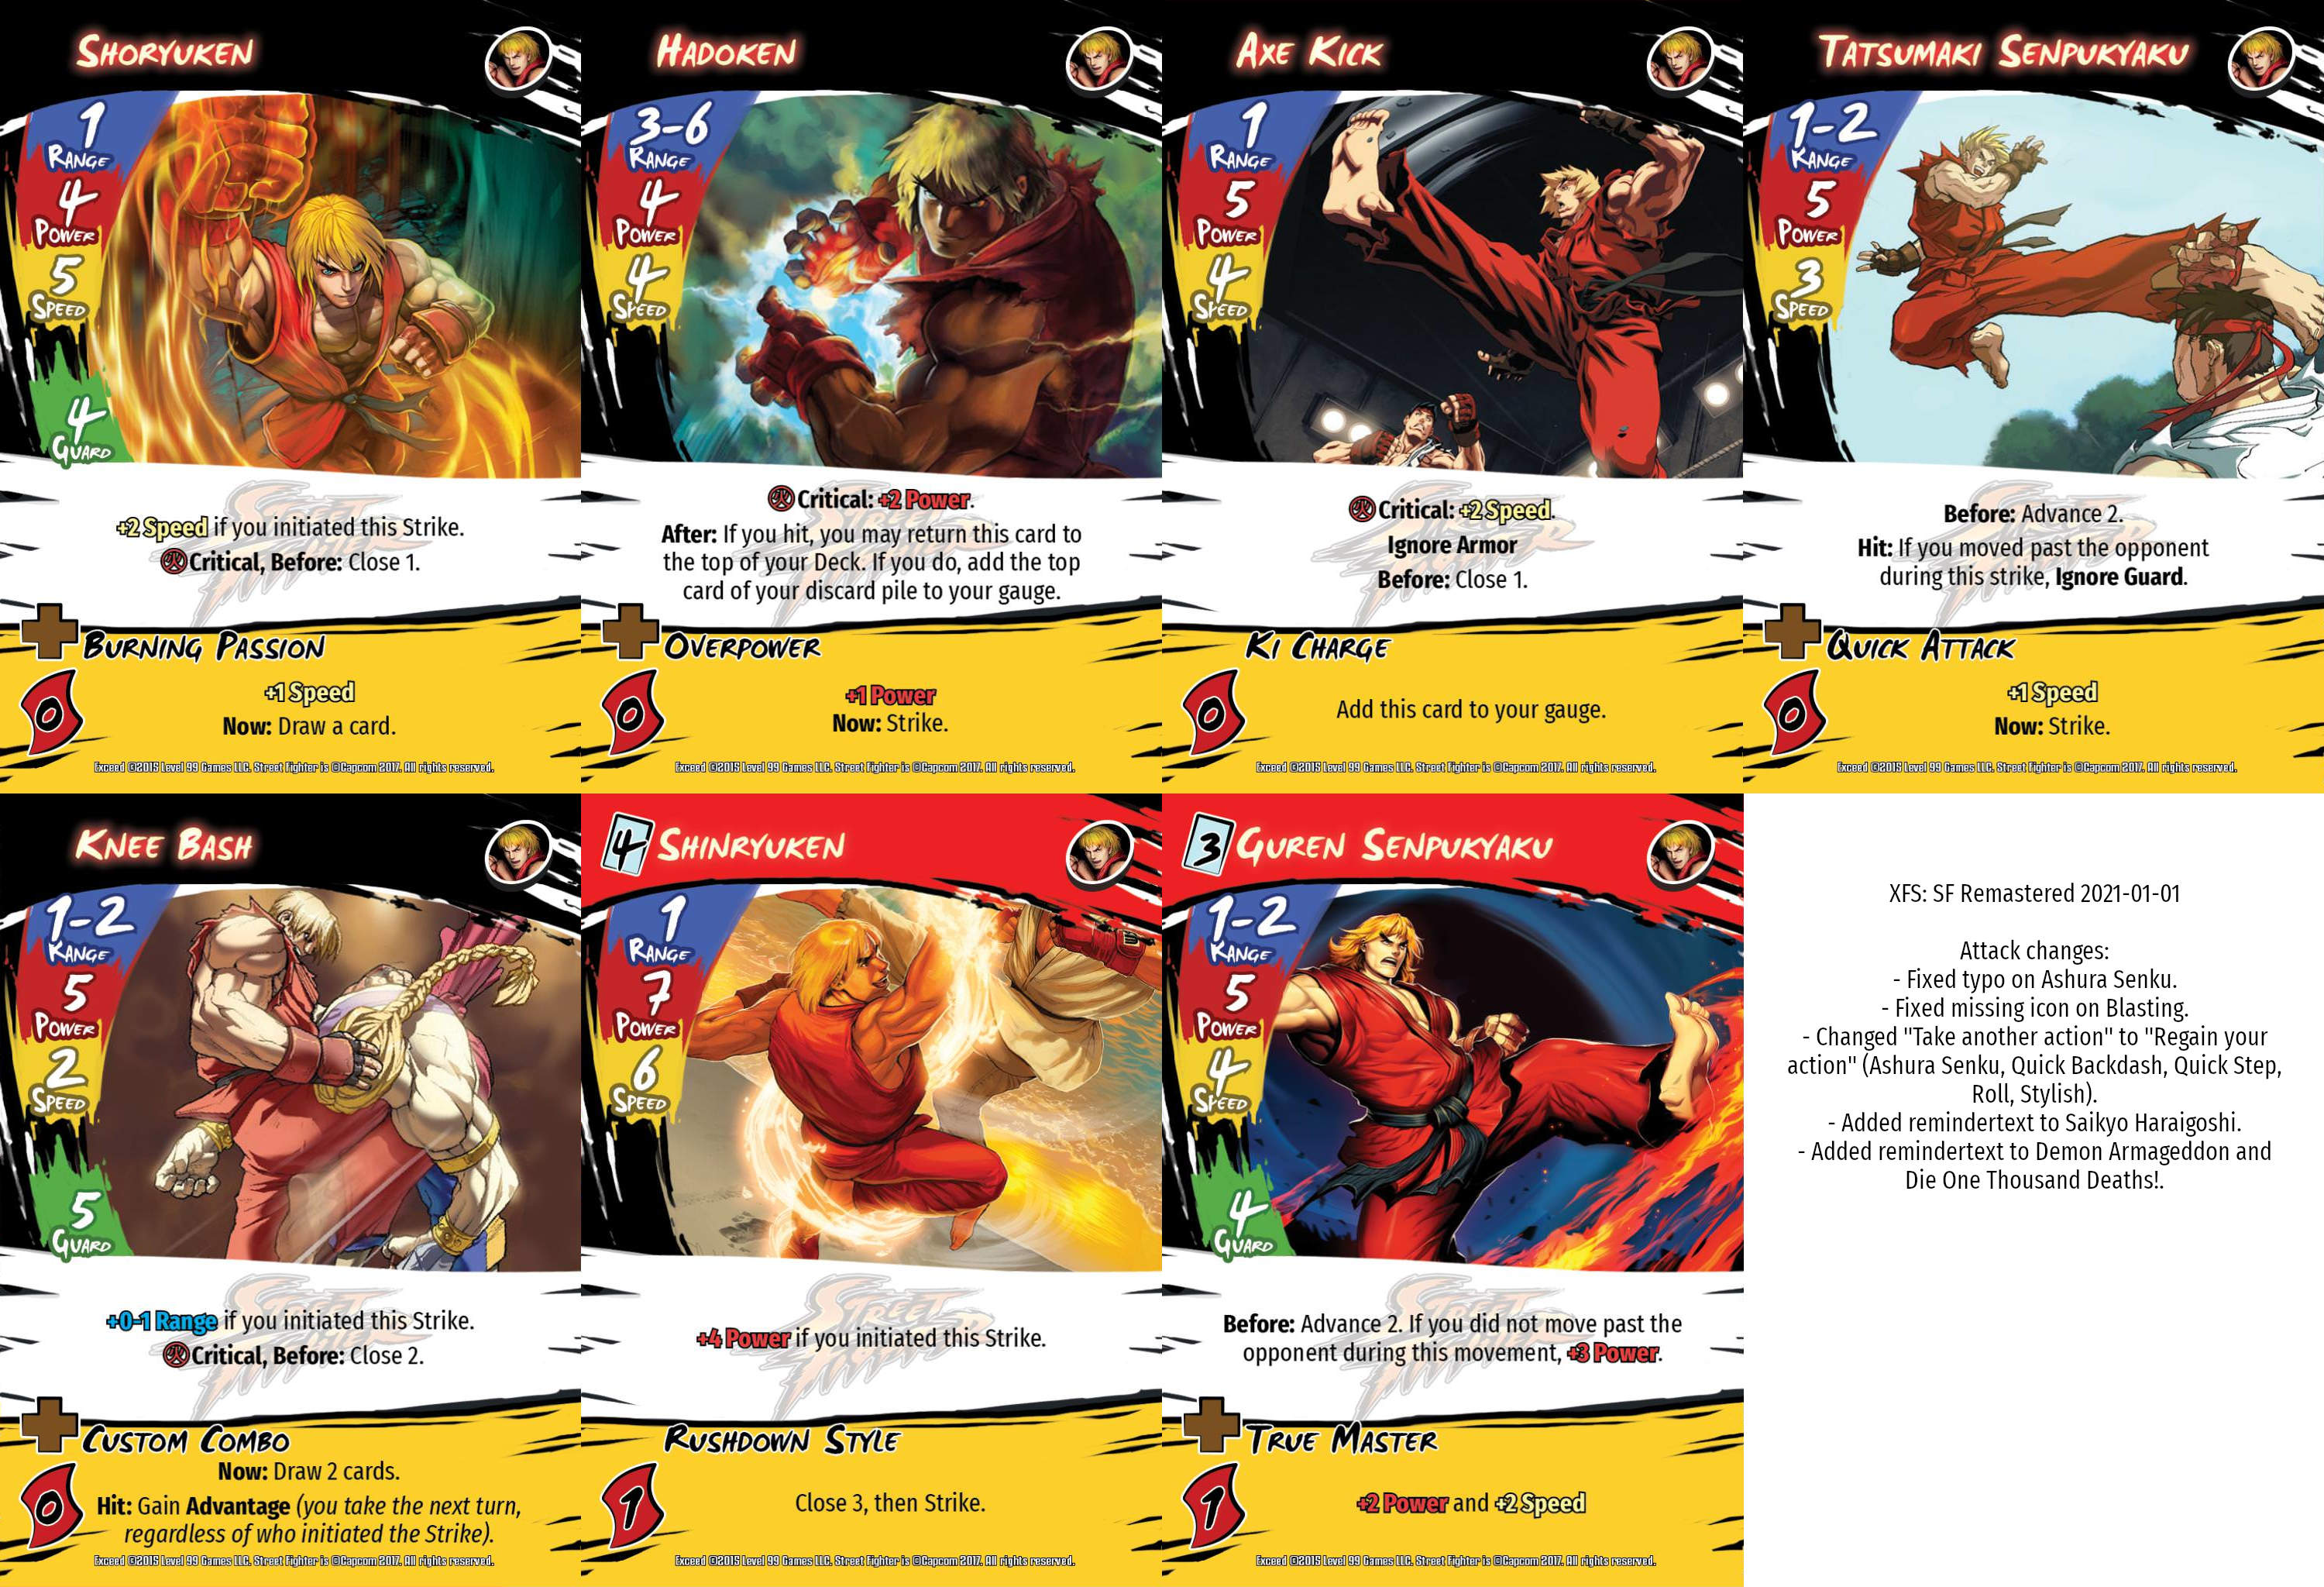 SHORYUKEN
1
RANGE
4
POWER
5
SPEED
4
GUARD
+2 Speed if you initiated this Strike.
Critical, Before: Close 1.
BURNING PASSION
0
+1 Speed
Now: Draw a card.
Exceed ©2015 Level 99 Games LLC. Street Fighter is ©Capcom 2017. All rights reserved.
HADOKEN
3-6
RANGE
4
POWER
4
SPEED
Critical: +2 Power.
After: If you hit, you may return this card to
the top of your Deck. If you do, add the top
card of your discard pile to your gauge.
OVERPOWER
0
+1 Power
Now: Strike.
Exceed ©2015 Level 99 Games LLC. Street Fighter is ©Capcom 2017. All rights reserved.
AXE KICK
1
RANGE
5
POWER
4
SPEED
Critical: +2 Speed.
Ignore Armor
Before: Close 1.
KI CHARGE
0
Add this card to your gauge.
Exceed ©2015 Level 99 Games LLC. Street Fighter is ©Capcom 2017. All rights reserved.
TATSUMAKI SENPUKYAKU
1-2
RANGE
5
POWER
3
SPEED
Before: Advance 2.
Hit: If you moved past the opponent
during this strike, Ignore Guard.
QUICK ATTACK
0
+1 Speed
Now: Strike.
Exceed ©2015 Level 99 Games LLC. Street Fighter is ©Capcom 2017. All rights reserved.
KNEE BASH
1-2
RANGE
5
POWER
2
SPEED
5
GUARD
+0-1 Range if you initiated this Strike.
Critical, Before: Close 2.
CUSTOM COMBO
0
Now: Draw 2 cards.
Hit: Gain Advantage (you take the next turn,
regardless of who initiated the Strike).
Exceed ©2015 Level 99 Games LLC. Street Fighter is ©Capcom 2017. All rights reserved.
4
SHINRYUKEN
1
RANGE
7
POWER
6
SPEED
STREET
+4 Power if you initiated this Strike.
RUSHDOWN STYLE
1
Close 3, then Strike.
Exceed ©2015 Level 99 Games LLC. Street Fighter is ©Capcom 2017. All rights reserved.
3
GUREN SENPUKYAKU
1-2
RANGE
5
POWER
4
SPEED
4
GUARD
Before: Advance 2. If you did not move past the
opponent during this movement, +3 Power.
TRUE MASTER
1
+2 Power and +2 Speed
Exceed ©2015 Level 99 Games LLC. Street Fighter is ©Capcom 2017. All rights reserved.
XFS: SF Remastered 2021-01-01
Attack changes:
- Fixed typo on Ashura Senku.
- Fixed missing icon on Blasting.
- Changed "Take another action" to "Regain your
action" (Ashura Senku, Quick Backdash, Quick Step,
Roll, Stylish).
- Added remindertext to Saikyo Haraigoshi.
- Added remindertext to Demon Armageddon and
Die One Thousand Deaths!.